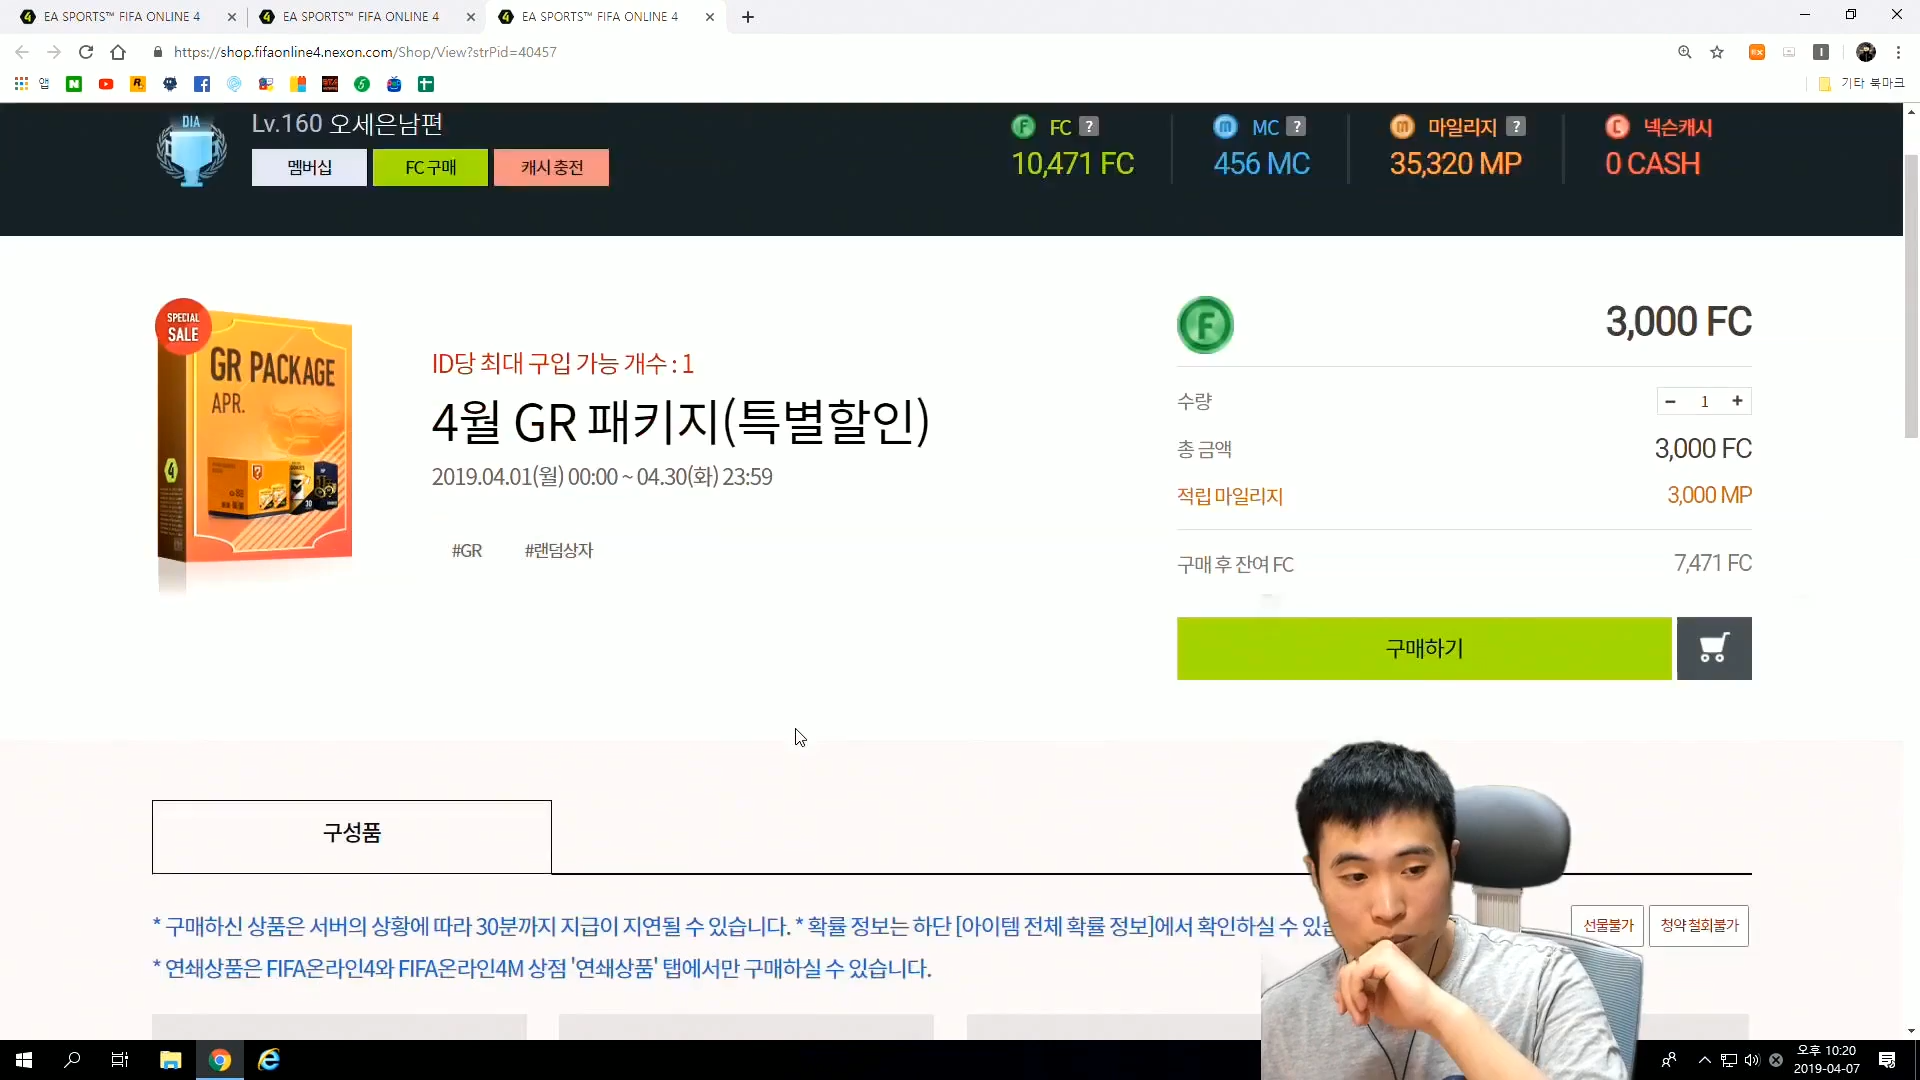 EA SPORTS™ FIFA ONLINE 4
EA SPORTS™ FIFA ONLINE 4
EA SPORTS™ FIFA ONLINE 4
https://shop.fifaonline4.nexon.com/Shop/View?strPid=40457
앱
기타 북마크
DIA
Lv.160 오세은남편
멤버십
FC 구매
캐시 충전
FC ?
10,471 FC
MC ?
456 MC
마일리지 ?
35,320 MP
넥슨캐시
0 CASH
SPECIAL
SALE
GR PACKAGE
APR.
ID당 최대 구입 가능 개수 : 1
4월 GR 패키지(특별할인)
2019.04.01(월) 00:00 ~ 04.30(화) 23:59
#GR #랜덤상자
3,000 FC
수량
- 1 +
총 금액
3,000 FC
적립 마일리지
3,000 MP
구매 후 잔여 FC
7,471 FC
구매하기
구성품
* 구매하신 상품은 서버의 상황에 따라 30분까지 지급이 지연될 수 있습니다. * 확률 정보는 하단 [아이템 전체 확률 정보]에서 확인하실 수
선물불가
청약 철회불가
* 연쇄상품은 FIFA온라인4와 FIFA온라인4M 상점 '연쇄상품' 탭에서만 구매하실 수 있습니다.
오후 10:20
2019-04-07